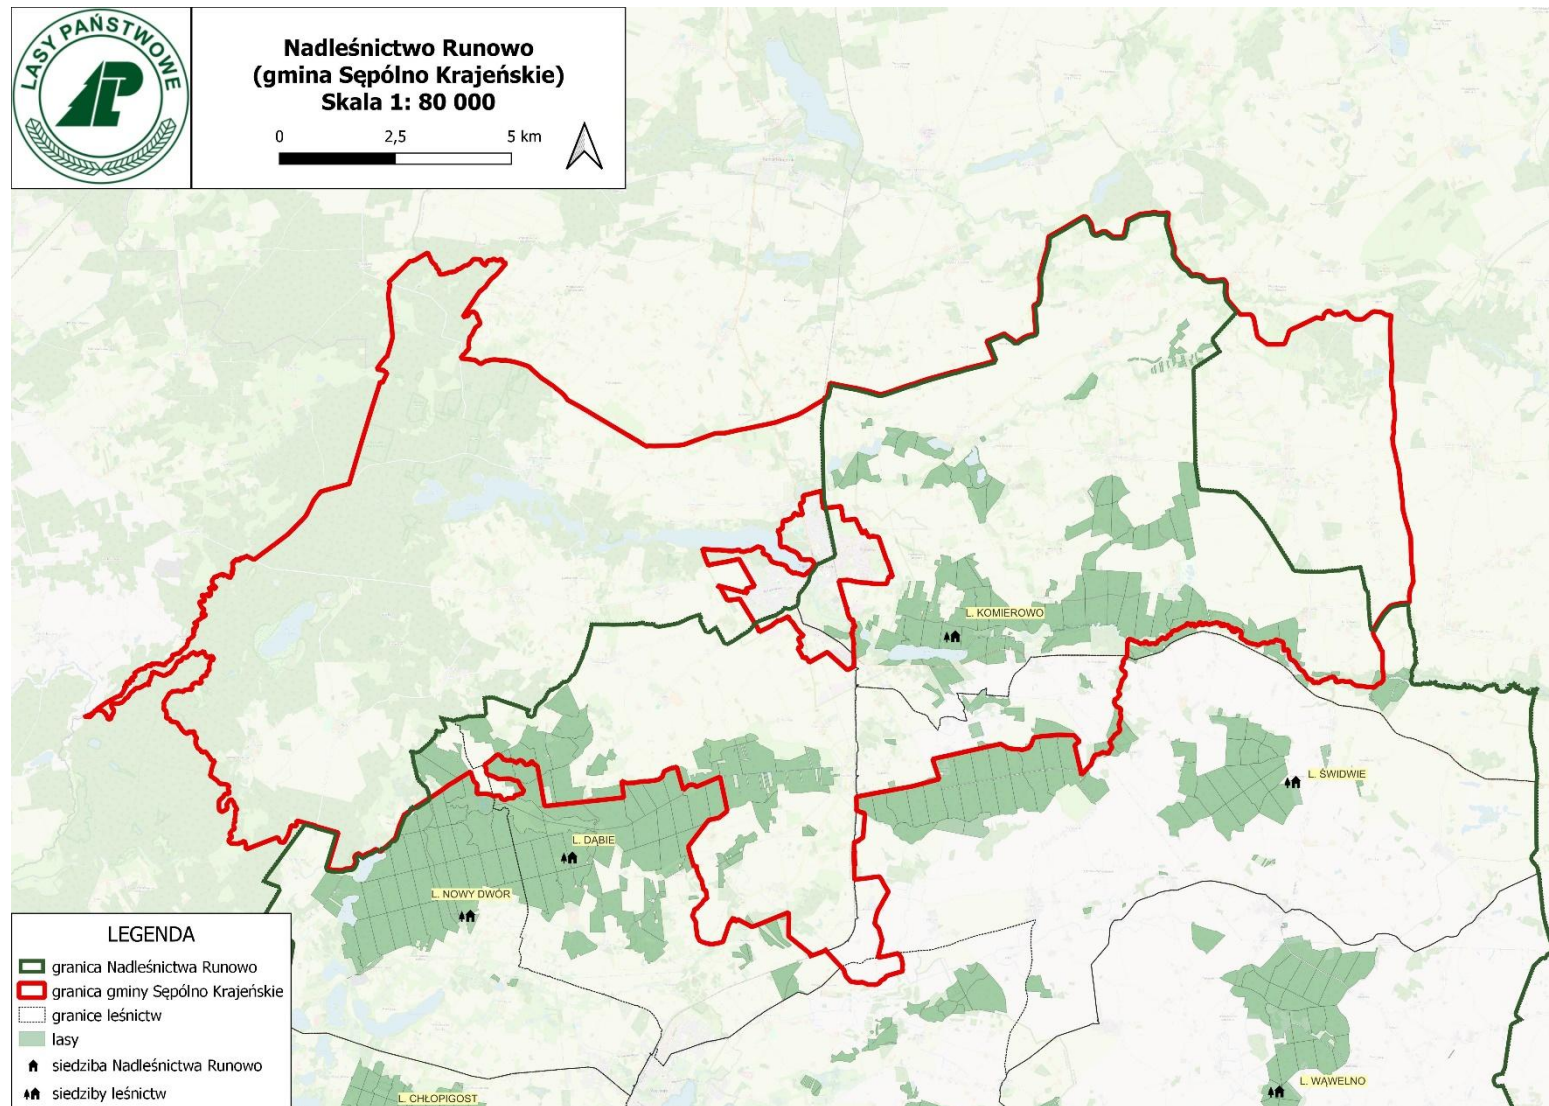 LASY PAŃSTWOWE
Nadleśnictwo Runowo
(gmina Sępólno Krajeńskie)
Skala 1: 80 000
0 2,5 5 km
L. KOMIEROWO
L. ŚWIDWIE
L. DĄBIE
L. NOWY DWÓR
L. WĄWELNO
L. CHŁOPIGOST
LEGENDA
granica Nadleśnictwa Runowo
granica gminy Sępólno Krajeńskie
granice leśnictw
lasy
siedziba Nadleśnictwa Runowo
siedziby leśnictw